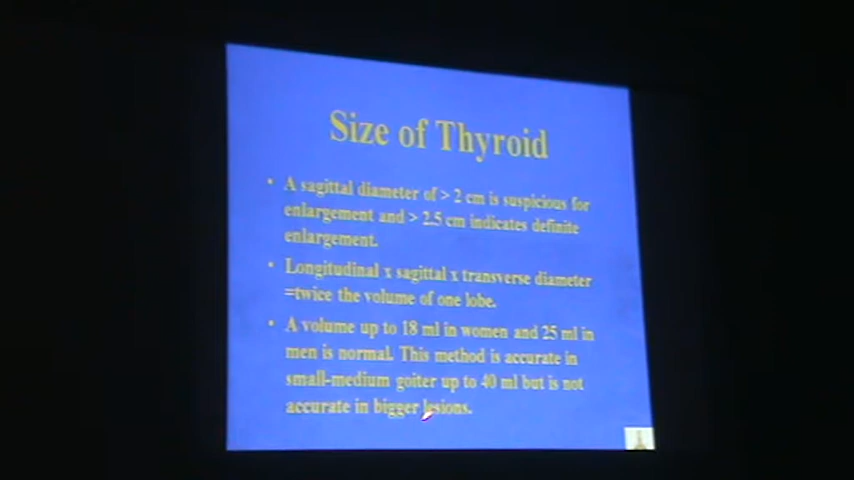 Size of Thyroid
• A sagittal diameter of > 2 cm is suspicious for
enlargement and > 2.5 cm indicates definite
enlargement.
• Longitudinal x sagittal x transverse diameter
=twice the volume of one lobe.
• A volume up to 18 ml in women and 25 ml in
men is normal. This method is accurate in
small-medium goiter up to 40 ml but is not
accurate in bigger lesions.